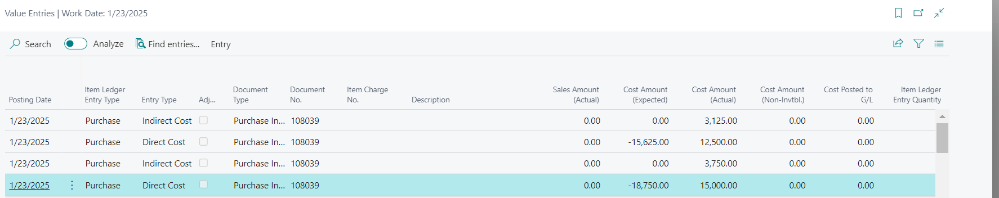 Value Entries | Work Date: 1/23/2025
Search Analyze Find entries... Entry
Posting Date Item Ledger Entry Type Entry Type Adj... Document Type Document No. Item Charge No. Description Sales Amount (Actual) Cost Amount (Expected) Cost Amount (Actual) Cost Amount (Non-Invtbl.) Cost Posted to G/L Item Ledger Entry Quantity
1/23/2025 Purchase Indirect Cost Purchase In... 108039 0.00 0.00 3,125.00 0.00 0.00
1/23/2025 Purchase Direct Cost Purchase In... 108039 0.00 -15,625.00 12,500.00 0.00 0.00
1/23/2025 Purchase Indirect Cost Purchase In... 108039 0.00 0.00 3,750.00 0.00 0.00
1/23/2025 Purchase Direct Cost Purchase In... 108039 0.00 -18,750.00 15,000.00 0.00 0.00